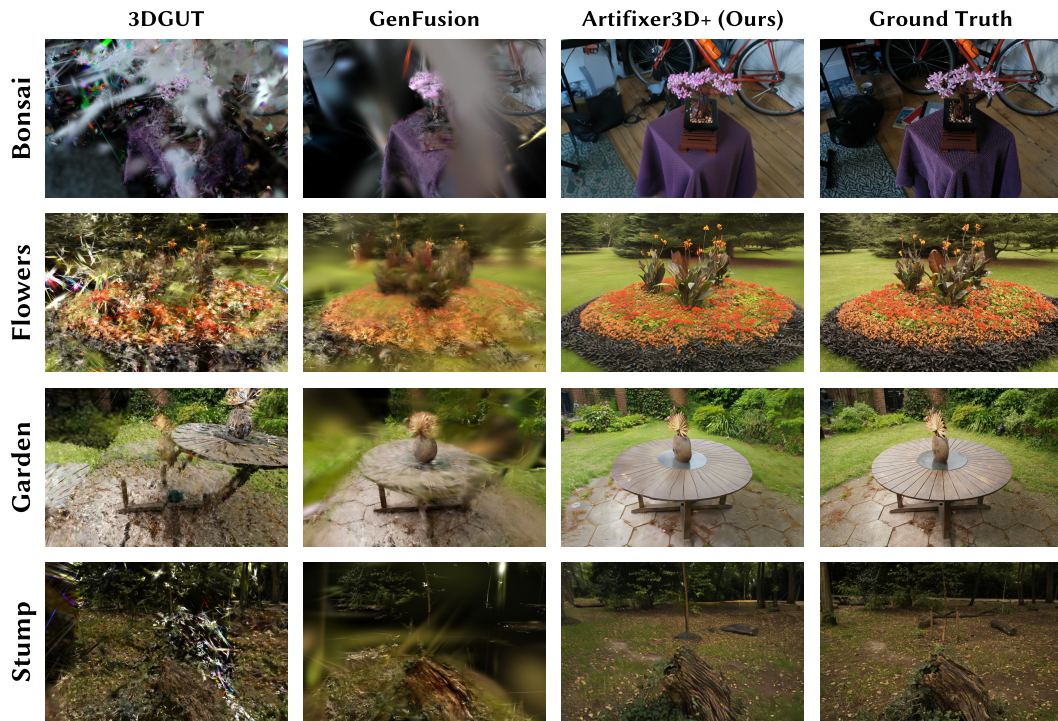 3DGUT GenFusion Artifixer3D+ (Ours) Ground Truth
Bonsai
Flowers
Garden
Stump